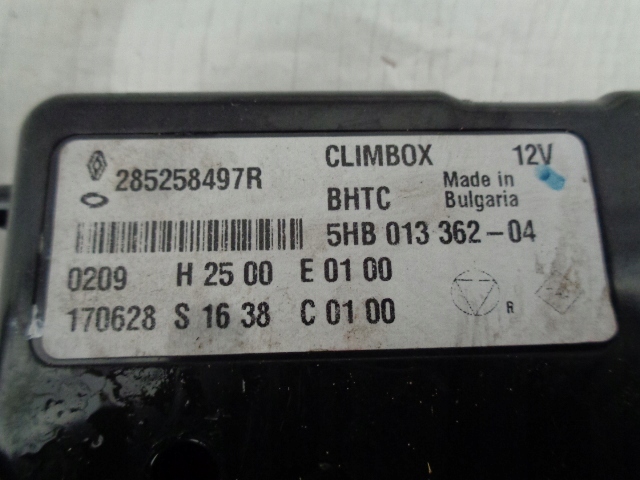 285258497R
CLIMBOX 12V
BHTC Made in Bulgaria
5HB 013 362-04
0209 H 25 00 E 01 00
170628 S 16 38 C 01 00
R